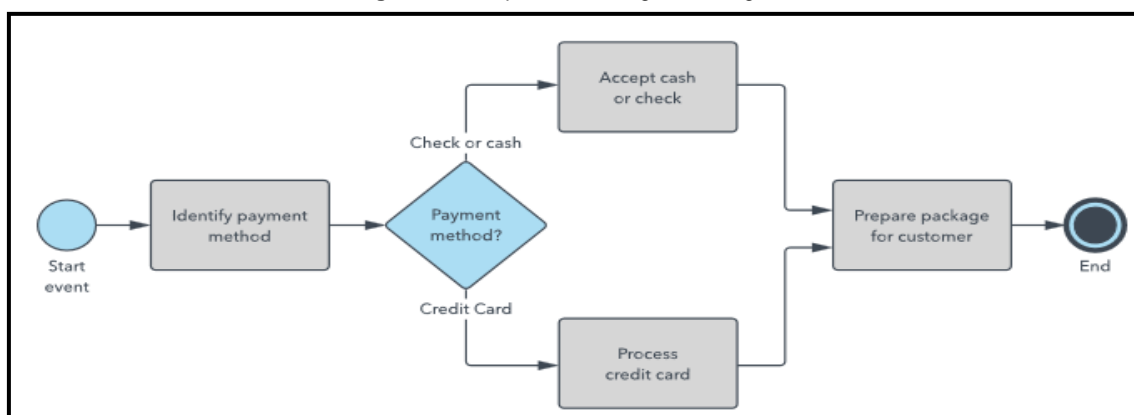 Accept cash
or check
Check or cash
Identify payment
method
Payment
method?
Prepare package
for customer
Start
event
End
Credit Card
Process
credit card